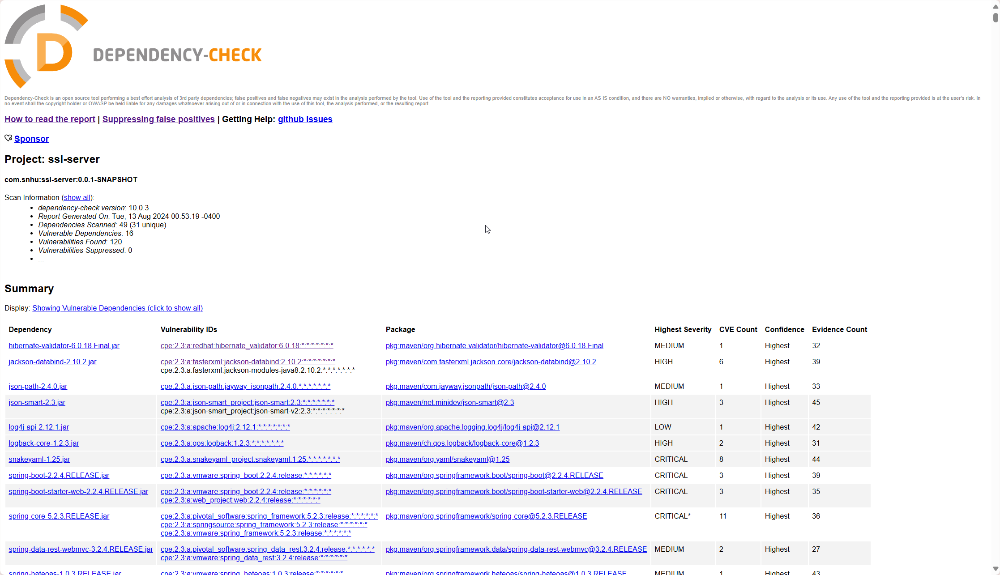 DEPENDENCY-CHECK
Dependency-Check is an open source tool performing a best effort analysis of 3rd party dependencies; false positives and false negatives may exist in the analysis performed by the tool. Use of the tool and the reporting provided constitutes acceptance for use in an AS IS condition, and there are NO warranties, implied or otherwise, with regard to the analysis or its use. Any use of the tool and the reporting provided is at the user's risk. In
no event shall the copyright holder or OWASP be held liable for any damages whatsoever arising out of or in connection with the use of this tool, the analysis performed, or the resulting report.
How to read the report | Suppressing false positives | Getting Help: github issues
Sponsor
Project: ssl-server
com.snhu:ssl-server:0.0.1-SNAPSHOT
Scan Information (show all):
• dependency-check version: 10.0.3
• Report Generated On: Tue, 13 Aug 2024 00:53:19 -0400
• Dependencies Scanned: 49 (31 unique)
• Vulnerable Dependencies: 16
• Vulnerabilities Found: 120
• Vulnerabilities Suppressed: 0
• ...
Summary
Display: Showing Vulnerable Dependencies (click to show all)
Dependency Vulnerability IDs Package Highest Severity CVE Count Confidence Evidence Count
hibernate-validator-6.0.18.Final.jar cpe:2.3:a:redhat:hibernate_validator:6.0.18:*:*:*:*:*:*:* pkg:maven/org.hibernate.validator/hibernate-validator@6.0.18.Final MEDIUM 1 Highest 32
jackson-databind-2.10.2.jar cpe:2.3:a:fasterxml:jackson-databind:2.10.2:*:*:*:*:*:*:* pkg:maven/com.fasterxml.jackson.core/jackson-databind@2.10.2 HIGH 6 Highest 39
cpe:2.3:a:fasterxml:jackson-modules-java8:2.10.2:*:*:*:*:*:*:*
json-path-2.4.0.jar cpe:2.3:a:json-path:jayway_jsonpath:2.4.0:*:*:*:*:*:*:* pkg:maven/com.jayway.jsonpath/json-path@2.4.0 MEDIUM 1 Highest 33
json-smart-2.3.jar cpe:2.3:a:json-smart_project:json-smart:2.3:*:*:*:*:*:*:* pkg:maven/net.minidev/json-smart@2.3 HIGH 3 Highest 45
cpe:2.3:a:json-smart_project:json-smart-v2:2.3:*:*:*:*:*:*:*
log4j-api-2.12.1.jar cpe:2.3:a:apache:log4j:2.12.1:*:*:*:*:*:*:* pkg:maven/org.apache.logging.log4j/log4j-api@2.12.1 LOW 1 Highest 42
logback-core-1.2.3.jar cpe:2.3:a:qos:logback:1.2.3:*:*:*:*:*:*:* pkg:maven/ch.qos.logback/logback-core@1.2.3 HIGH 2 Highest 31
snakeyaml-1.25.jar cpe:2.3:a:snakeyaml_project:snakeyaml:1.25:*:*:*:*:*:*:* pkg:maven/org.yaml/snakeyaml@1.25 CRITICAL 8 Highest 44
spring-boot-2.2.4.RELEASE.jar cpe:2.3:a:vmware:spring_boot:2.2.4:release:*:*:*:*:*:* pkg:maven/org.springframework.boot/spring-boot@2.2.4.RELEASE CRITICAL 3 Highest 39
spring-boot-starter-web-2.2.4.RELEASE.jar cpe:2.3:a:vmware:spring_boot:2.2.4:release:*:*:*:*:*:* pkg:maven/org.springframework.boot/spring-boot-starter-web@2.2.4.RELEASE CRITICAL 3 Highest 35
cpe:2.3:a:web_project:web:2.2.4:release:*:*:*:*:*:*
spring-core-5.2.3.RELEASE.jar cpe:2.3:a:pivotal_software:spring_framework:5.2.3:release:*:*:*:*:*:* pkg:maven/org.springframework/spring-core@5.2.3.RELEASE CRITICAL* 11 Highest 36
cpe:2.3:a:springsource:spring_framework:5.2.3:release:*:*:*:*:*:*
cpe:2.3:a:vmware:spring_framework:5.2.3:release:*:*:*:*:*:*
spring-data-rest-webmvc-3.2.4.RELEASE.jar cpe:2.3:a:pivotal_software:spring_data_rest:3.2.4:release:*:*:*:*:*:* pkg:maven/org.springframework.data/spring-data-rest-webmvc@3.2.4.RELEASE MEDIUM 2 Highest 27
cpe:2.3:a:vmware:spring_data_rest:3.2.4:release:*:*:*:*:*:*
spring-hateoas-1.0.3.RELEASE.jar cpe:2.3:a:vmware:spring_hateoas:1.0.3:release:*:*:*:*:*:* pkg:maven/org.springframework.hateoas/spring-hateoas@1.0.3.RELEASE MEDIUM 1 Highest 43